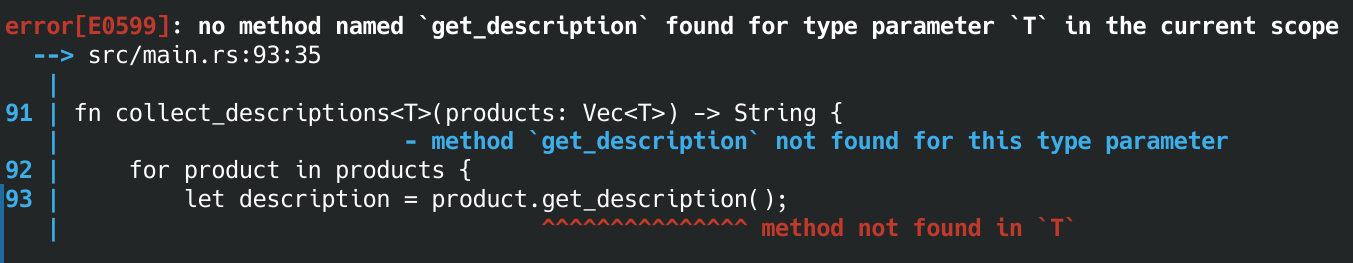 error[E0599]: no method named `get_description` found for type parameter `T` in the current scope
  --> src/main.rs:93:35
   |
91 | fn collect_descriptions<T>(products: Vec<T>) -> String {
   |                         - method `get_description` not found for this type parameter
92 |     for product in products {
93 |         let description = product.get_description();
   |                                   ^^^^^^^^^^^^^^^ method not found in `T`